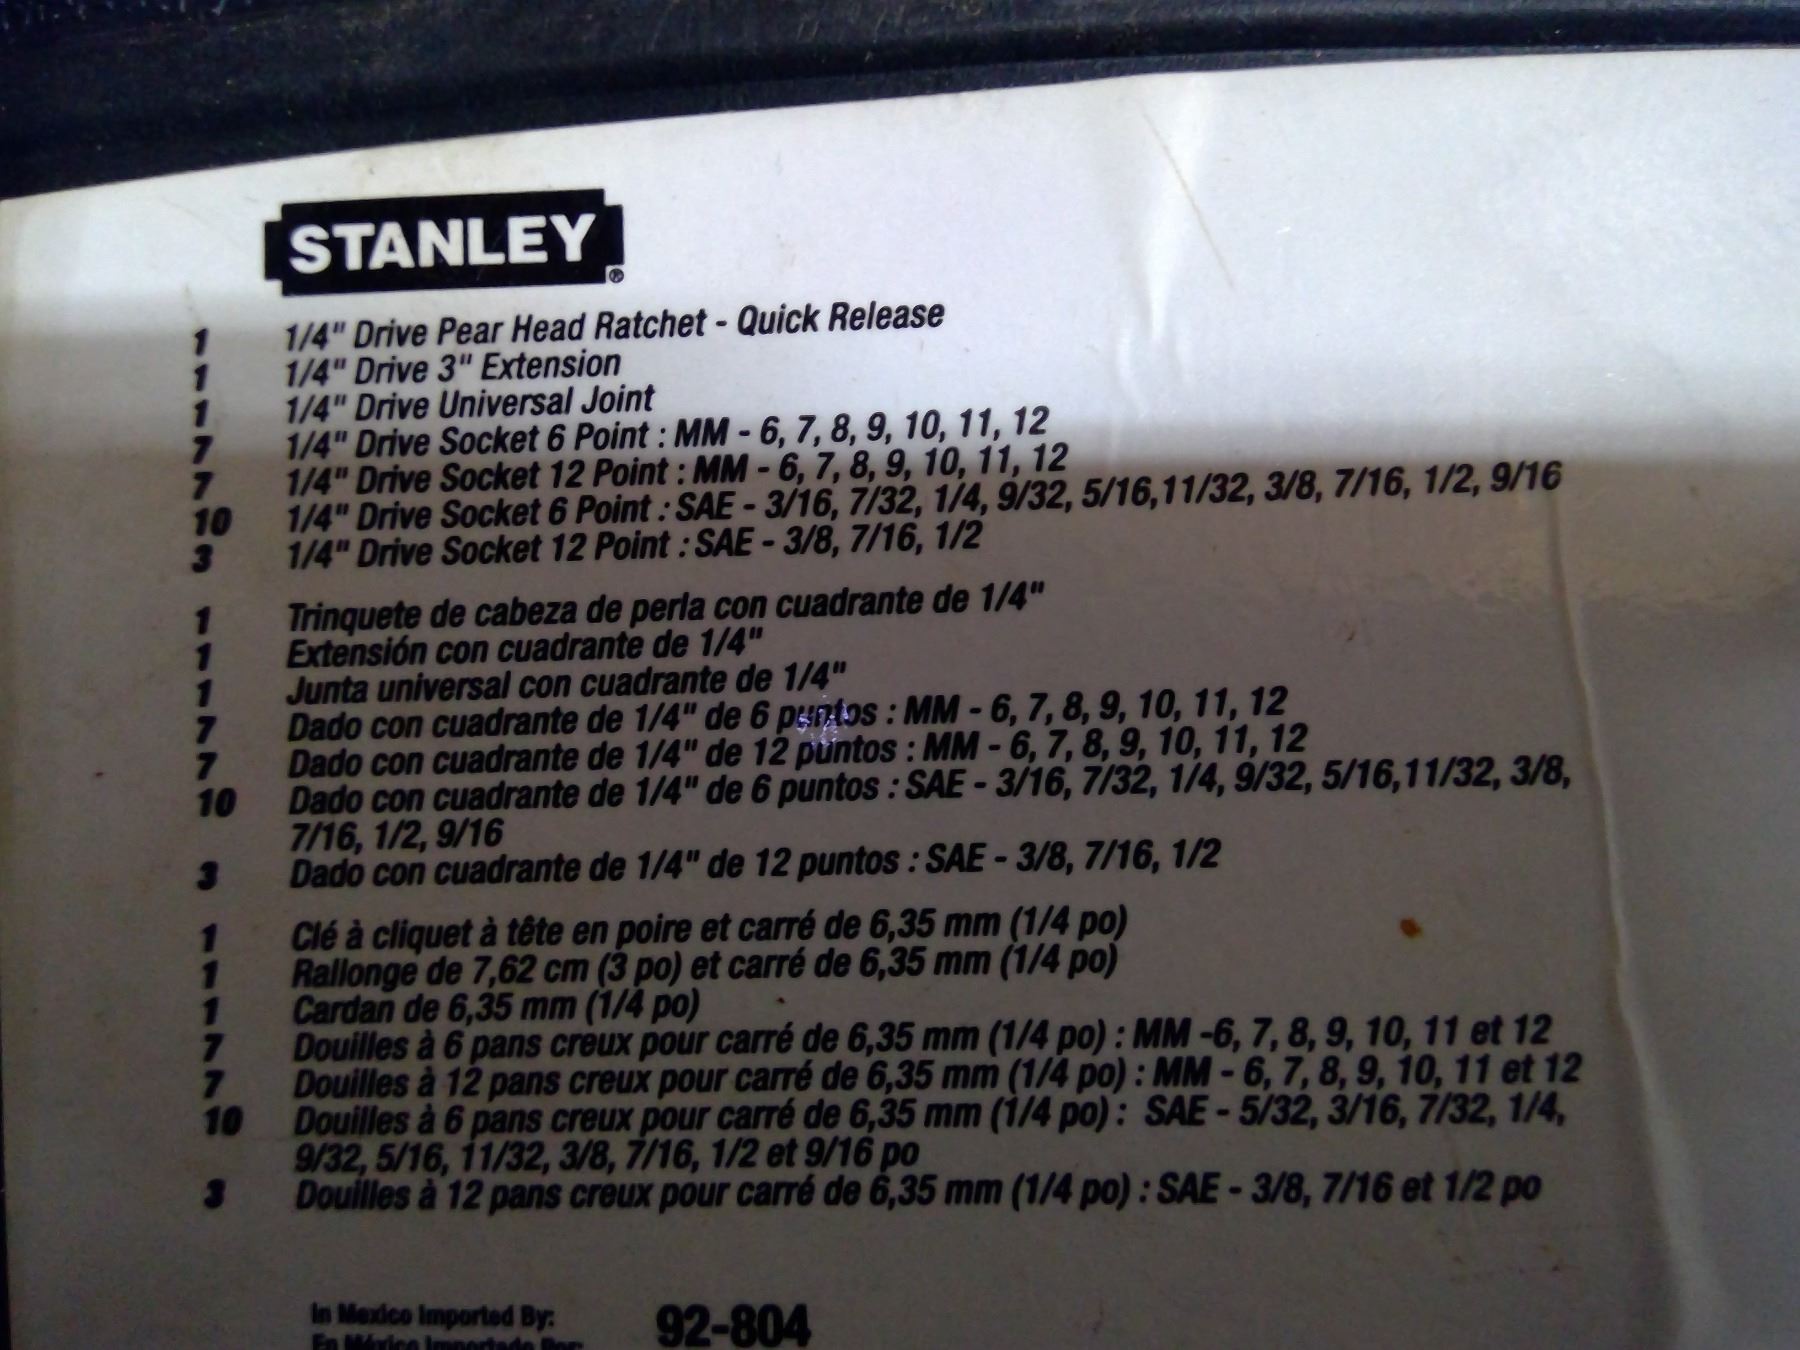 STANLEY®
1 1/4" Drive Pear Head Ratchet - Quick Release
1 1/4" Drive 3" Extension
1 1/4" Drive Universal Joint
7 1/4" Drive Socket 6 Point : MM - 6, 7, 8, 9, 10, 11, 12
7 1/4" Drive Socket 12 Point : MM - 6, 7, 8, 9, 10, 11, 12
10 1/4" Drive Socket 6 Point : SAE - 3/16, 7/32, 1/4, 9/32, 5/16,11/32, 3/8, 7/16, 1/2, 9/16
3 1/4" Drive Socket 12 Point : SAE - 3/8, 7/16, 1/2
1 Trinquete de cabeza de perla con cuadrante de 1/4"
1 Extensión con cuadrante de 1/4"
1 Junta universal con cuadrante de 1/4"
7 Dado con cuadrante de 1/4" de 6 puntos : MM - 6, 7, 8, 9, 10, 11, 12
7 Dado con cuadrante de 1/4" de 12 puntos : MM - 6, 7, 8, 9, 10, 11, 12
10 Dado con cuadrante de 1/4" de 6 puntos : SAE - 3/16, 7/32, 1/4, 9/32, 5/16,11/32, 3/8,
7/16, 1/2, 9/16
3 Dado con cuadrante de 1/4" de 12 puntos : SAE - 3/8, 7/16, 1/2
1 Clé à cliquet à tête en poire et carré de 6,35 mm (1/4 po)
1 Rallonge de 7,62 cm (3 po) et carré de 6,35 mm (1/4 po)
1 Cardan de 6,35 mm (1/4 po)
7 Douilles à 6 pans creux pour carré de 6,35 mm (1/4 po) : MM -6, 7, 8, 9, 10, 11 et 12
7 Douilles à 12 pans creux pour carré de 6,35 mm (1/4 po) : MM - 6, 7, 8, 9, 10, 11 et 12
10 Douilles à 6 pans creux pour carré de 6,35 mm (1/4 po) : SAE - 5/32, 3/16, 7/32, 1/4,
9/32, 5/16, 11/32, 3/8, 7/16, 1/2 et 9/16 po
3 Douilles à 12 pans creux pour carré de 6,35 mm (1/4 po) : SAE - 3/8, 7/16 et 1/2 po
In Mexico Imported By: 92-804
En México Importado Por: